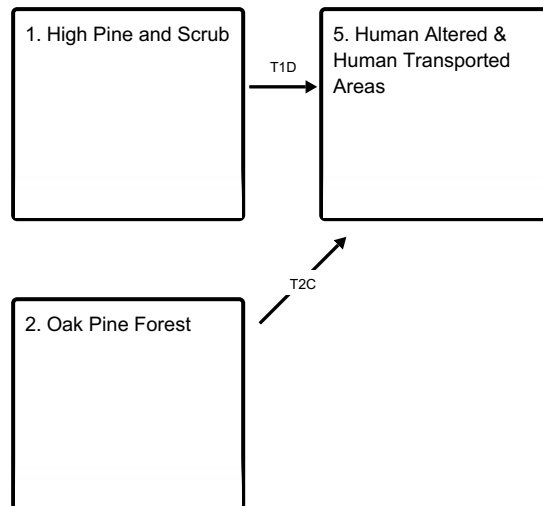 1. High Pine and Scrub
T1D
5. Human Altered &
Human Transported
Areas
T2C
2. Oak Pine Forest